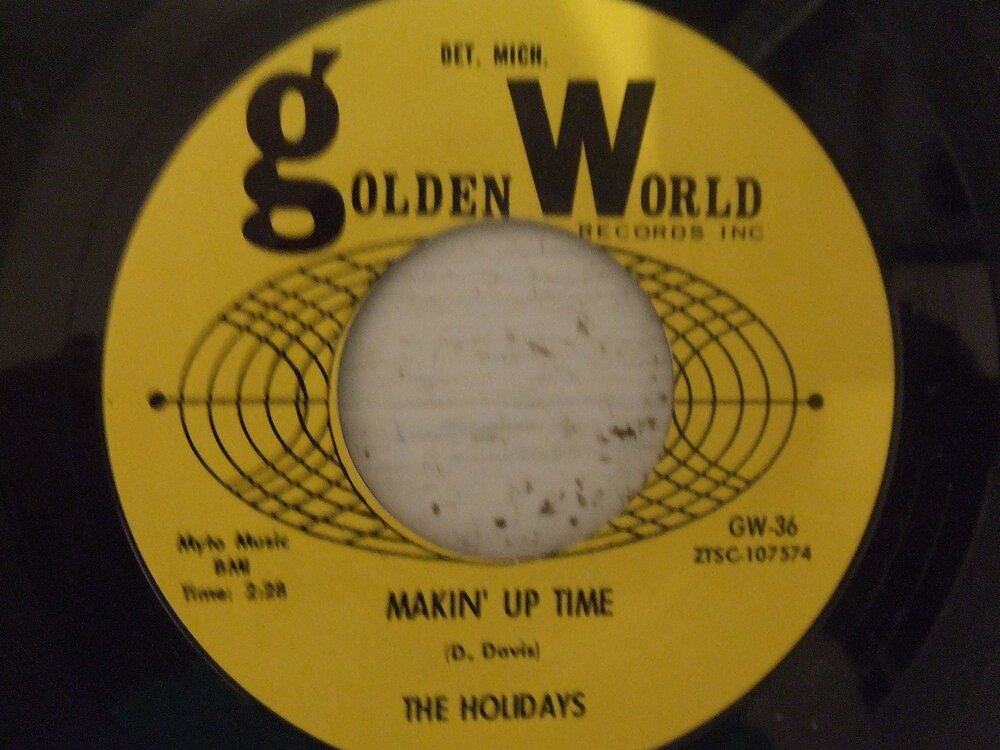 DET. MICH.
gOLDEN WORLD
RECORDS INC
GW-36
ZTSC-107574
Myto Music
BMI
Time: 2:28
MAKIN' UP TIME
(D. Davis)
THE HOLIDAYS